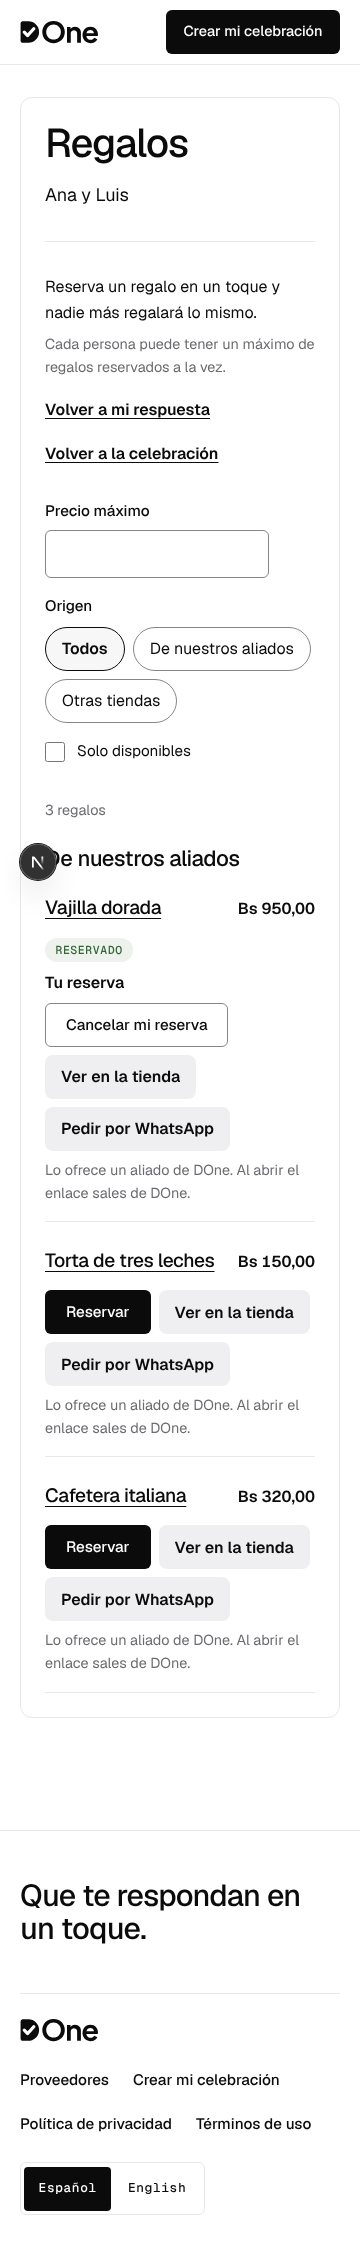 DOne
Crear mi celebración
Regalos
Ana y Luis
Reserva un regalo en un toque y
nadie más regalará lo mismo.
Cada persona puede tener un máximo de
regalos reservados a la vez.
Volver a mi respuesta
Volver a la celebración
Precio máximo
Origen
Todos
De nuestros aliados
Otras tiendas
Solo disponibles
3 regalos
N
De nuestros aliados
Vajilla dorada Bs 950,00
RESERVADO
Tu reserva
Cancelar mi reserva
Ver en la tienda
Pedir por WhatsApp
Lo ofrece un aliado de DOne. Al abrir el
enlace sales de DOne.
Torta de tres leches Bs 150,00
Reservar Ver en la tienda
Pedir por WhatsApp
Lo ofrece un aliado de DOne. Al abrir el
enlace sales de DOne.
Cafetera italiana Bs 320,00
Reservar Ver en la tienda
Pedir por WhatsApp
Lo ofrece un aliado de DOne. Al abrir el
enlace sales de DOne.
Que te respondan en
un toque.
DOne
Proveedores Crear mi celebración
Política de privacidad Términos de uso
Español English